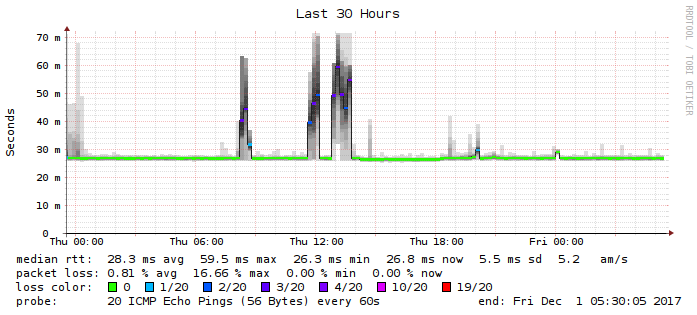 Last 30 Hours
RRDTOOL / TOBI OETIKER
Seconds
70 m
60 m
50 m
40 m
30 m
20 m
10 m
0
Thu 00:00 Thu 06:00 Thu 12:00 Thu 18:00 Fri 00:00
median rtt: 28.3 ms avg 59.5 ms max 26.3 ms min 26.8 ms now 5.5 ms sd 5.2 am/s
packet loss: 0.81 % avg 16.66 % max 0.00 % min 0.00 % now
loss color: 0 1/20 2/20 3/20 4/20 10/20 19/20
probe: 20 ICMP Echo Pings (56 Bytes) every 60s end: Fri Dec 1 05:30:05 2017